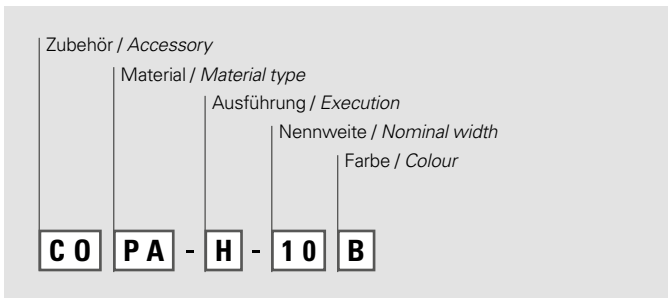 Zubehör / Accessory
Material / Material type
Ausführung / Execution
Nennweite / Nominal width
Farbe / Colour
CO PA - H - 10 B